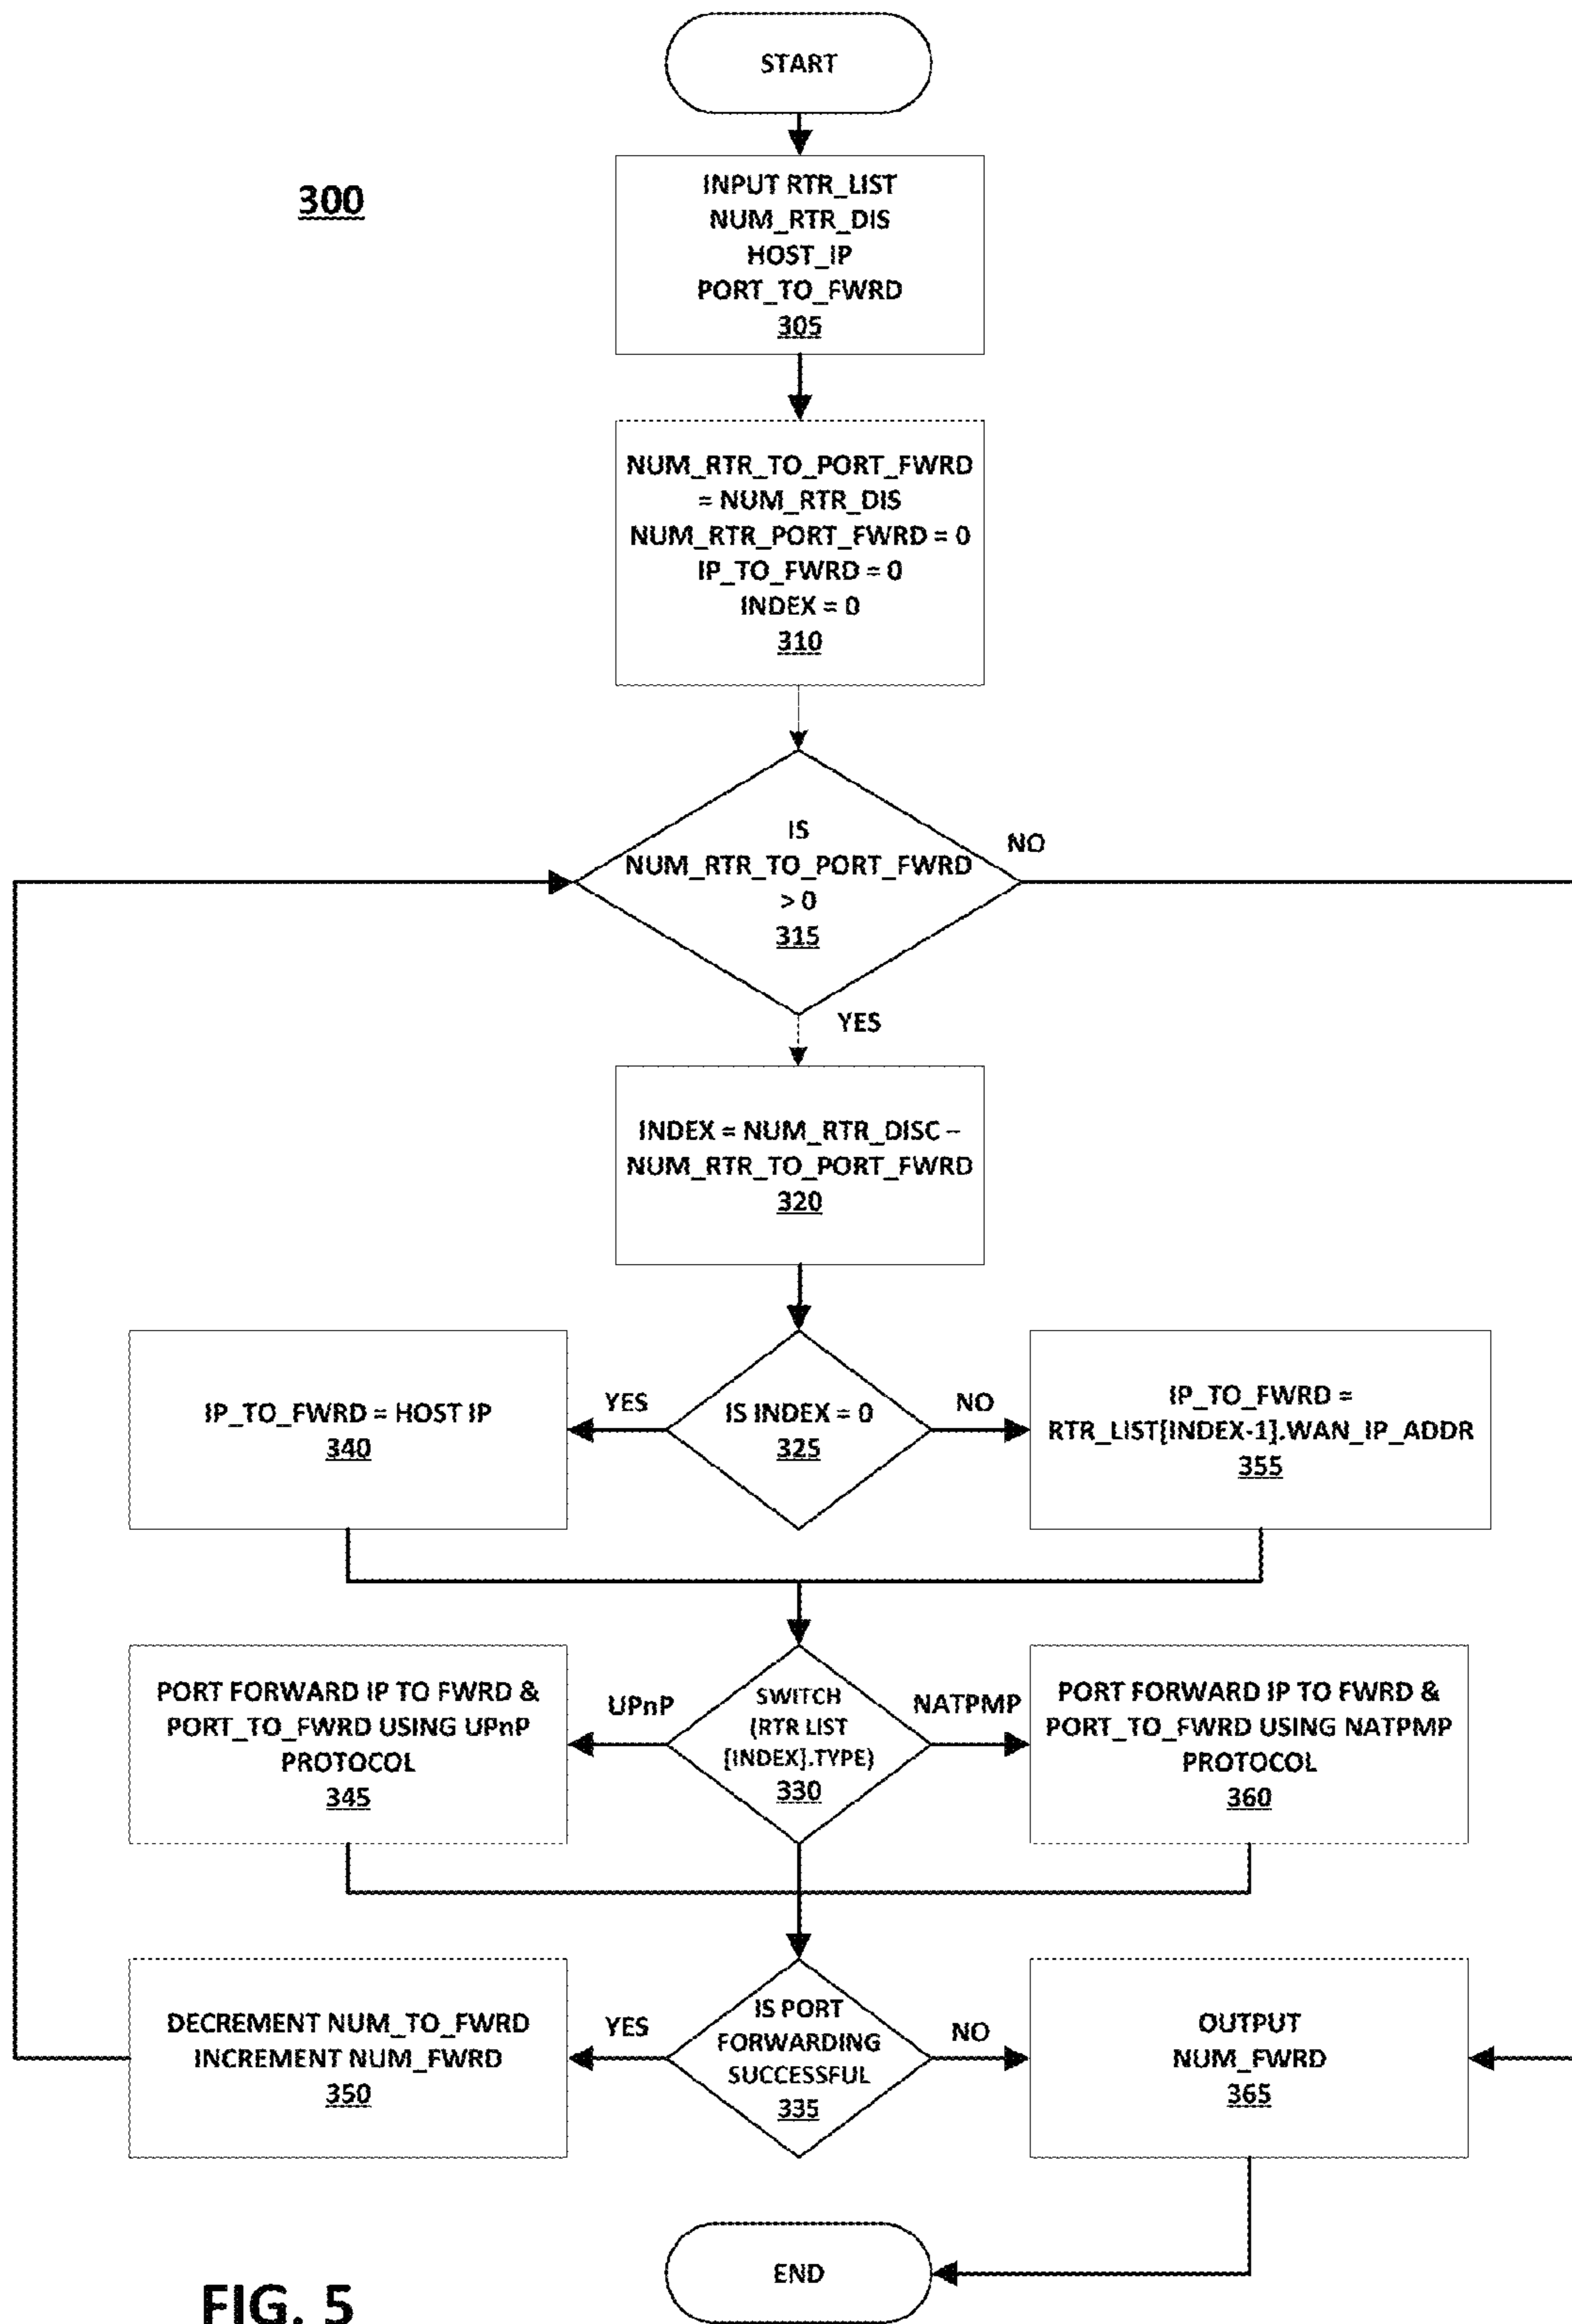 START
300
INPUT RTR_LIST
NUM_RTR_DIS
HOST_IP
PORT_TO_FWRD
305
NUM_RTR_TO_PORT_FWRD
= NUM_RTR_DIS
NUM_RTR_PORT_FWRD = 0
IP_TO_FWRD = 0
INDEX = 0
310
IS
NUM_RTR_TO_PORT_FWRD
> 0
315
NO
YES
INDEX = NUM_RTR_DISC –
NUM_RTR_TO_PORT_FWRD
320
IP_TO_FWRD = HOST IP
340
YES
IS INDEX = 0
325
NO
IP_TO_FWRD =
RTR_LIST[INDEX-1].WAN_IP_ADDR
355
PORT FORWARD IP TO FWRD &
PORT_TO_FWRD USING UPnP
PROTOCOL
345
UPnP
SWITCH
(RTR LIST
[INDEX].TYPE)
330
NATPMP
PORT FORWARD IP TO FWRD &
PORT_TO_FWRD USING NATPMP
PROTOCOL
360
DECREMENT NUM_TO_FWRD
INCREMENT NUM_FWRD
350
YES
IS PORT
FORWARDING
SUCCESSFUL
335
NO
OUTPUT
NUM_FWRD
365
END
FIG. 5